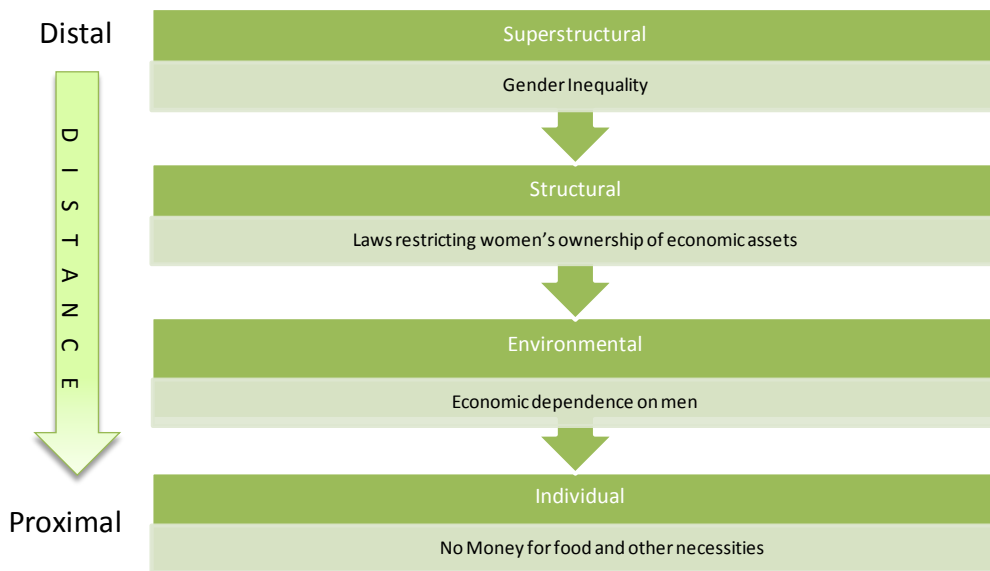 Distal
Superstructural
Gender Inequality
DISTANCE
Structural
Laws restricting women's ownership of economic assets
Environmental
Economic dependence on men
Individual
Proximal
No Money for food and other necessities